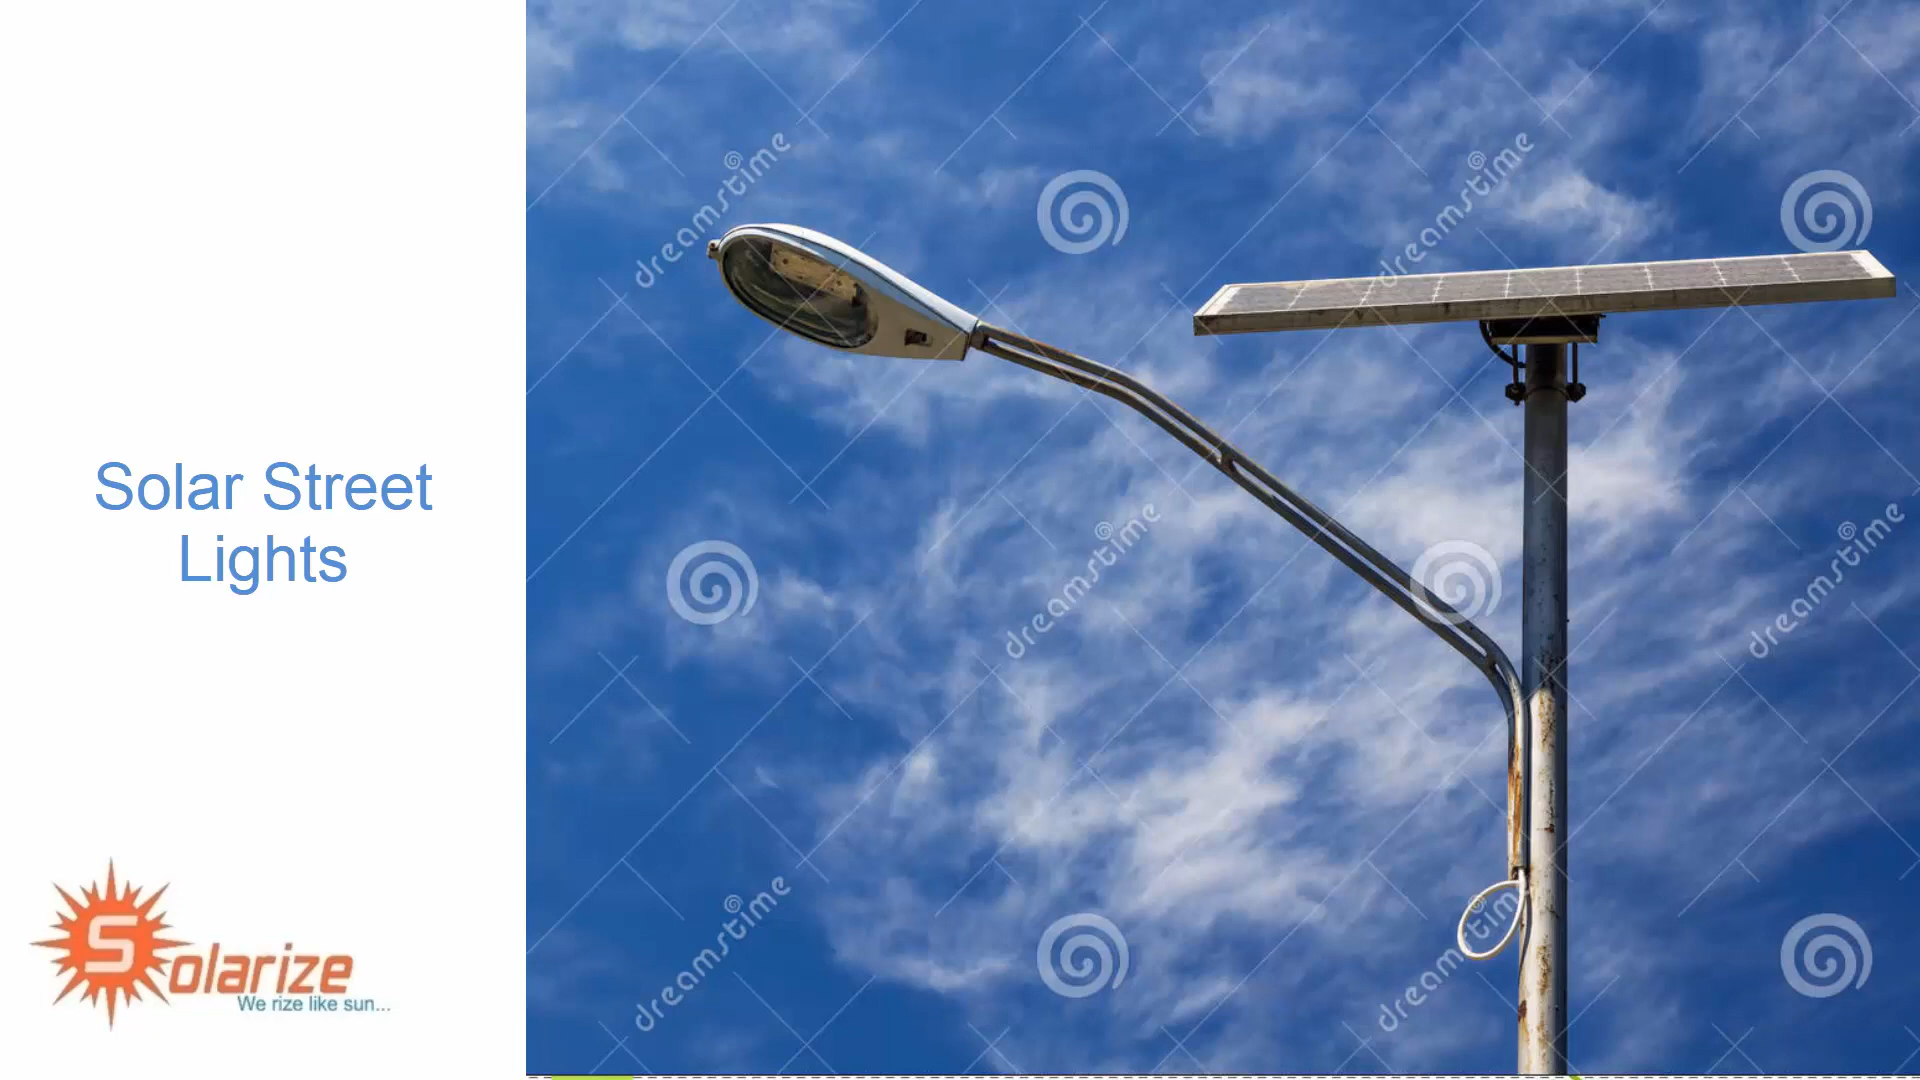 Solar Street
Lights
Solarize
We rize like sun...
dreamstime
dreamstime
dreamstime
dreamstime
dreamstime
dreamstime